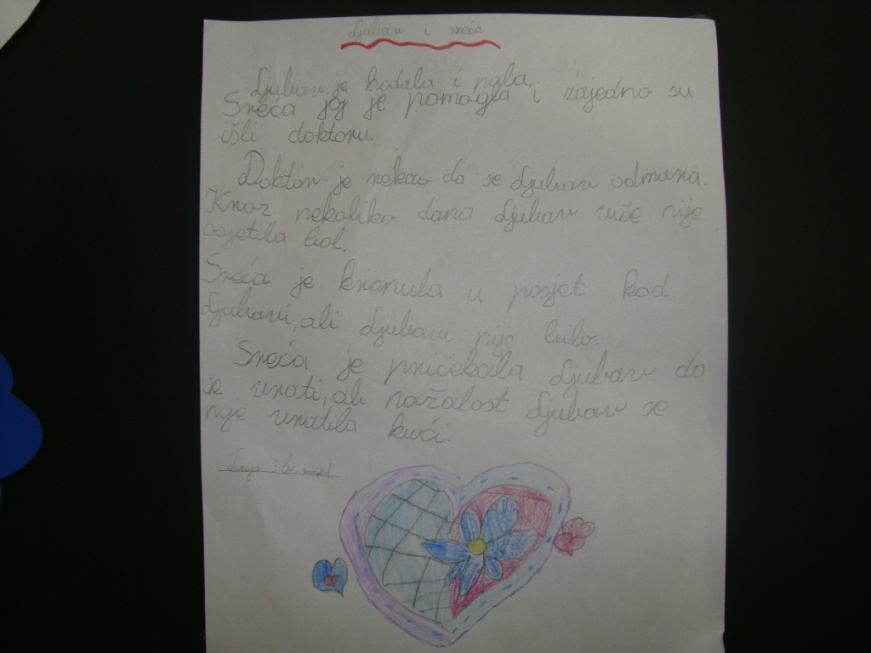 Ljubav i sreća
Ljubav je hodala i pala.
Sreća joj je pomogla i zajedno su
išli doktoru.
Doktor je rekao da se Ljubav odmara.
Kroz nekoliko dana Ljubav više nije
osjetila bol.
Sreća je krenula u posjet kod
Ljubavi, ali Ljubavi nije bilo.
Sreća je pričekala Ljubav da
se vrati, ali nažalost Ljubav se
nije vratila kući.